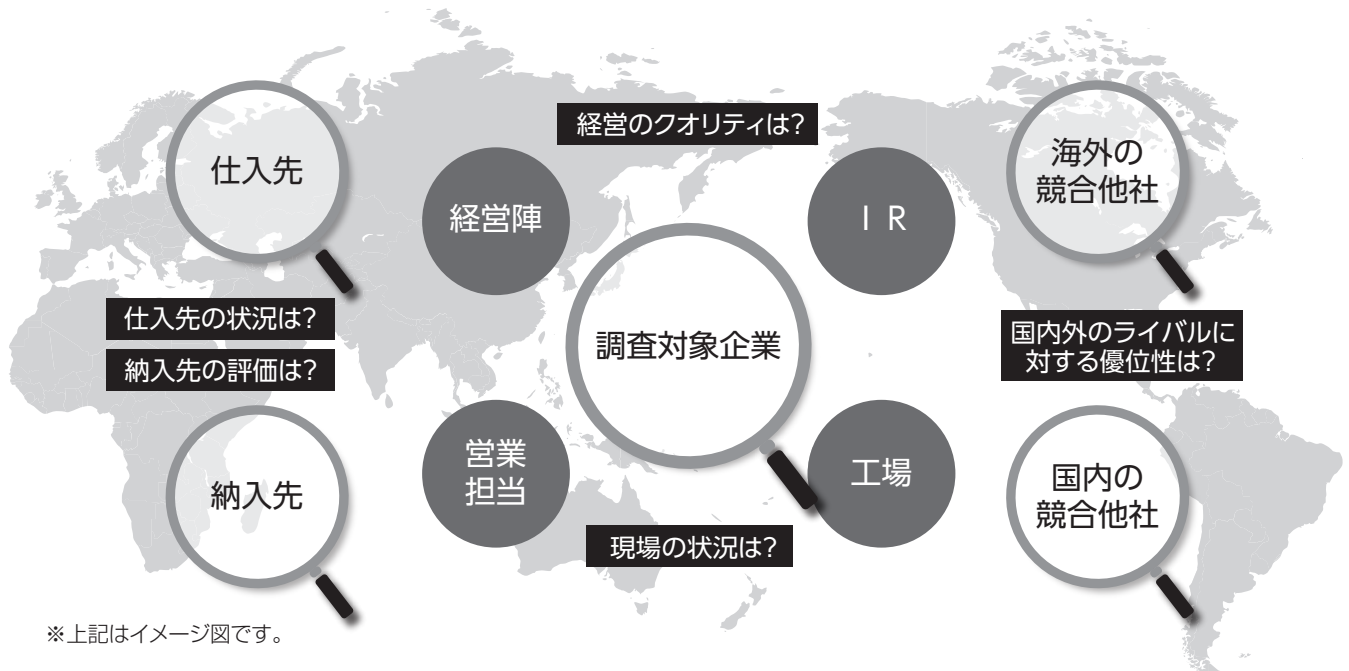 経営のクオリティは?
仕入先
海外の
競合他社
経営陣
I R
仕入先の状況は?
納入先の評価は?
調査対象企業
国内外のライバルに
対する優位性は?
営業
担当
工場
納入先
国内の
競合他社
現場の状況は?
※上記はイメージ図です。